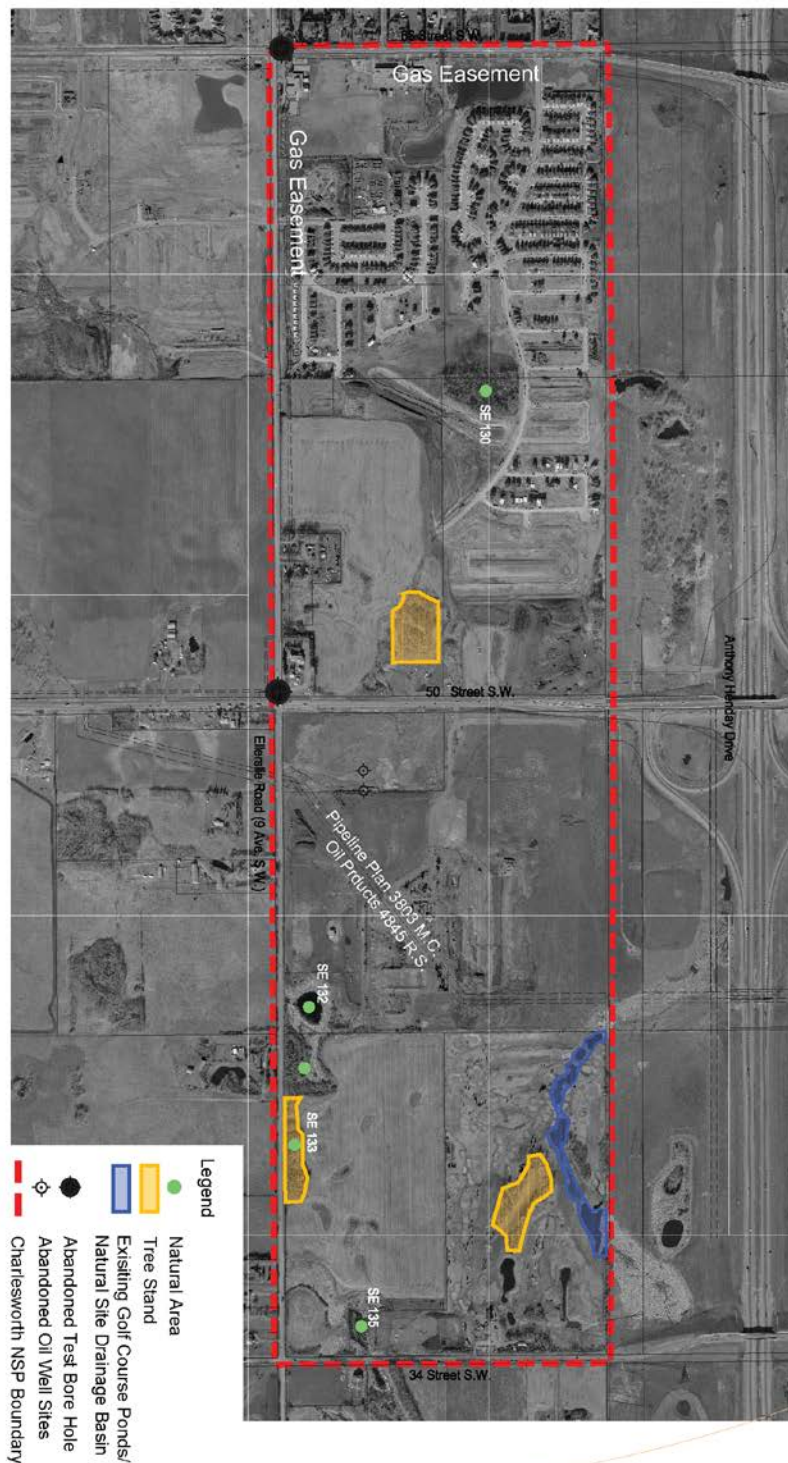 66 Street S.W.
Gas Easement
Gas Easement
SE 130
Anthony Henday Drive
50 Street S.W.
Ellerslie Road (9 Ave. S.W.)
Pipeline Plan 3803 M.C.
Oil Prducts 4845 R.S.
SE 132
SE 133
SE 135
34 Street S.W.
Legend
Natural Area
Tree Stand
Exisiting Golf Course Ponds/
Natural Site Drainage Basin
Abandoned Test Bore Hole
Abandoned Oil Well Sites
Charlesworth NSP Boundary